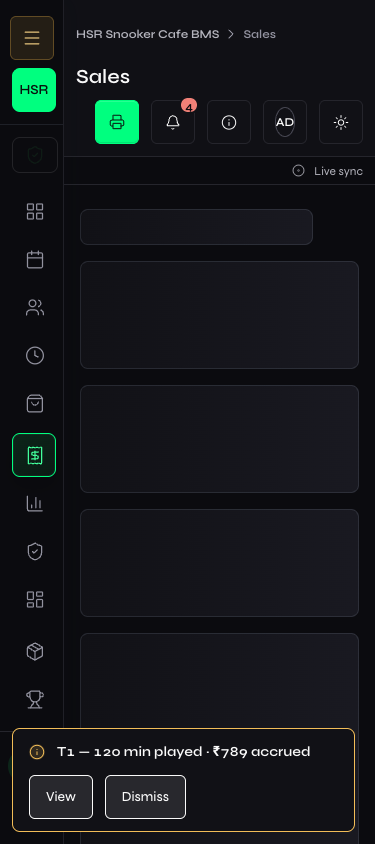 HSR Snooker Cafe BMS > Sales
HSR
Sales
4
AD
Live sync
T1 — 120 min played · ₹789 accrued
View
Dismiss